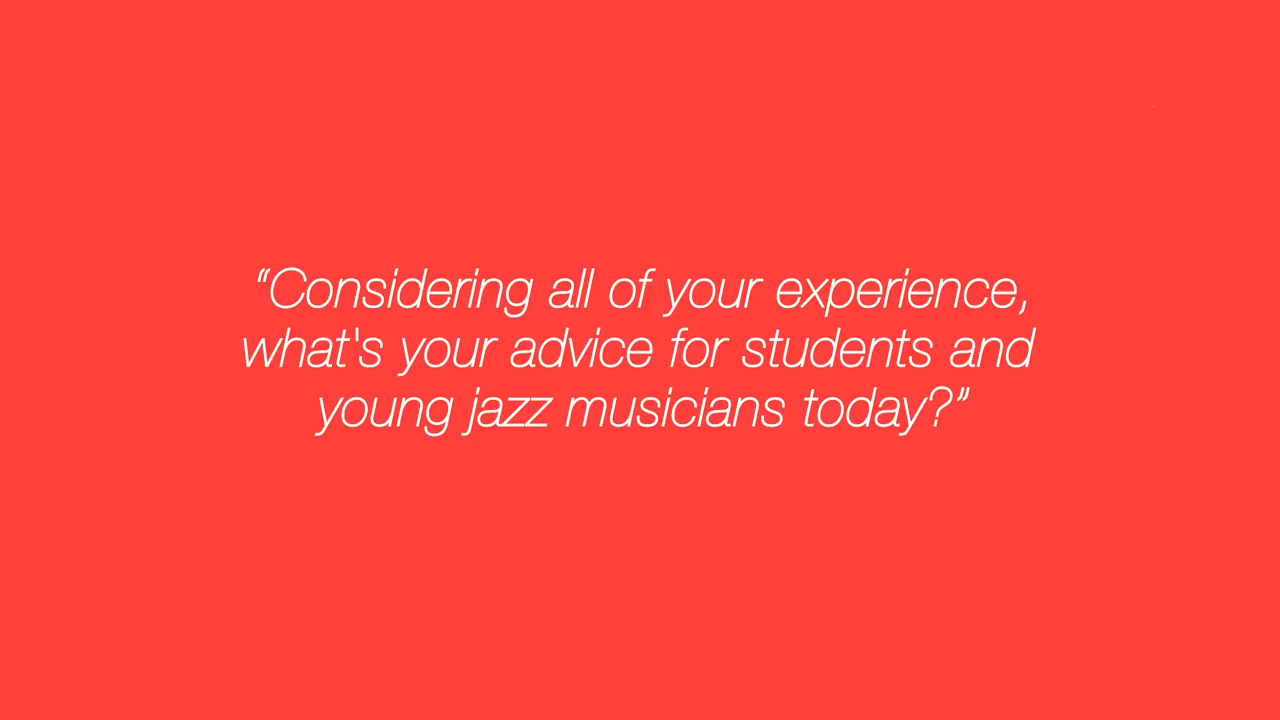 “Considering all of your experience,
what's your advice for students and
young jazz musicians today?”